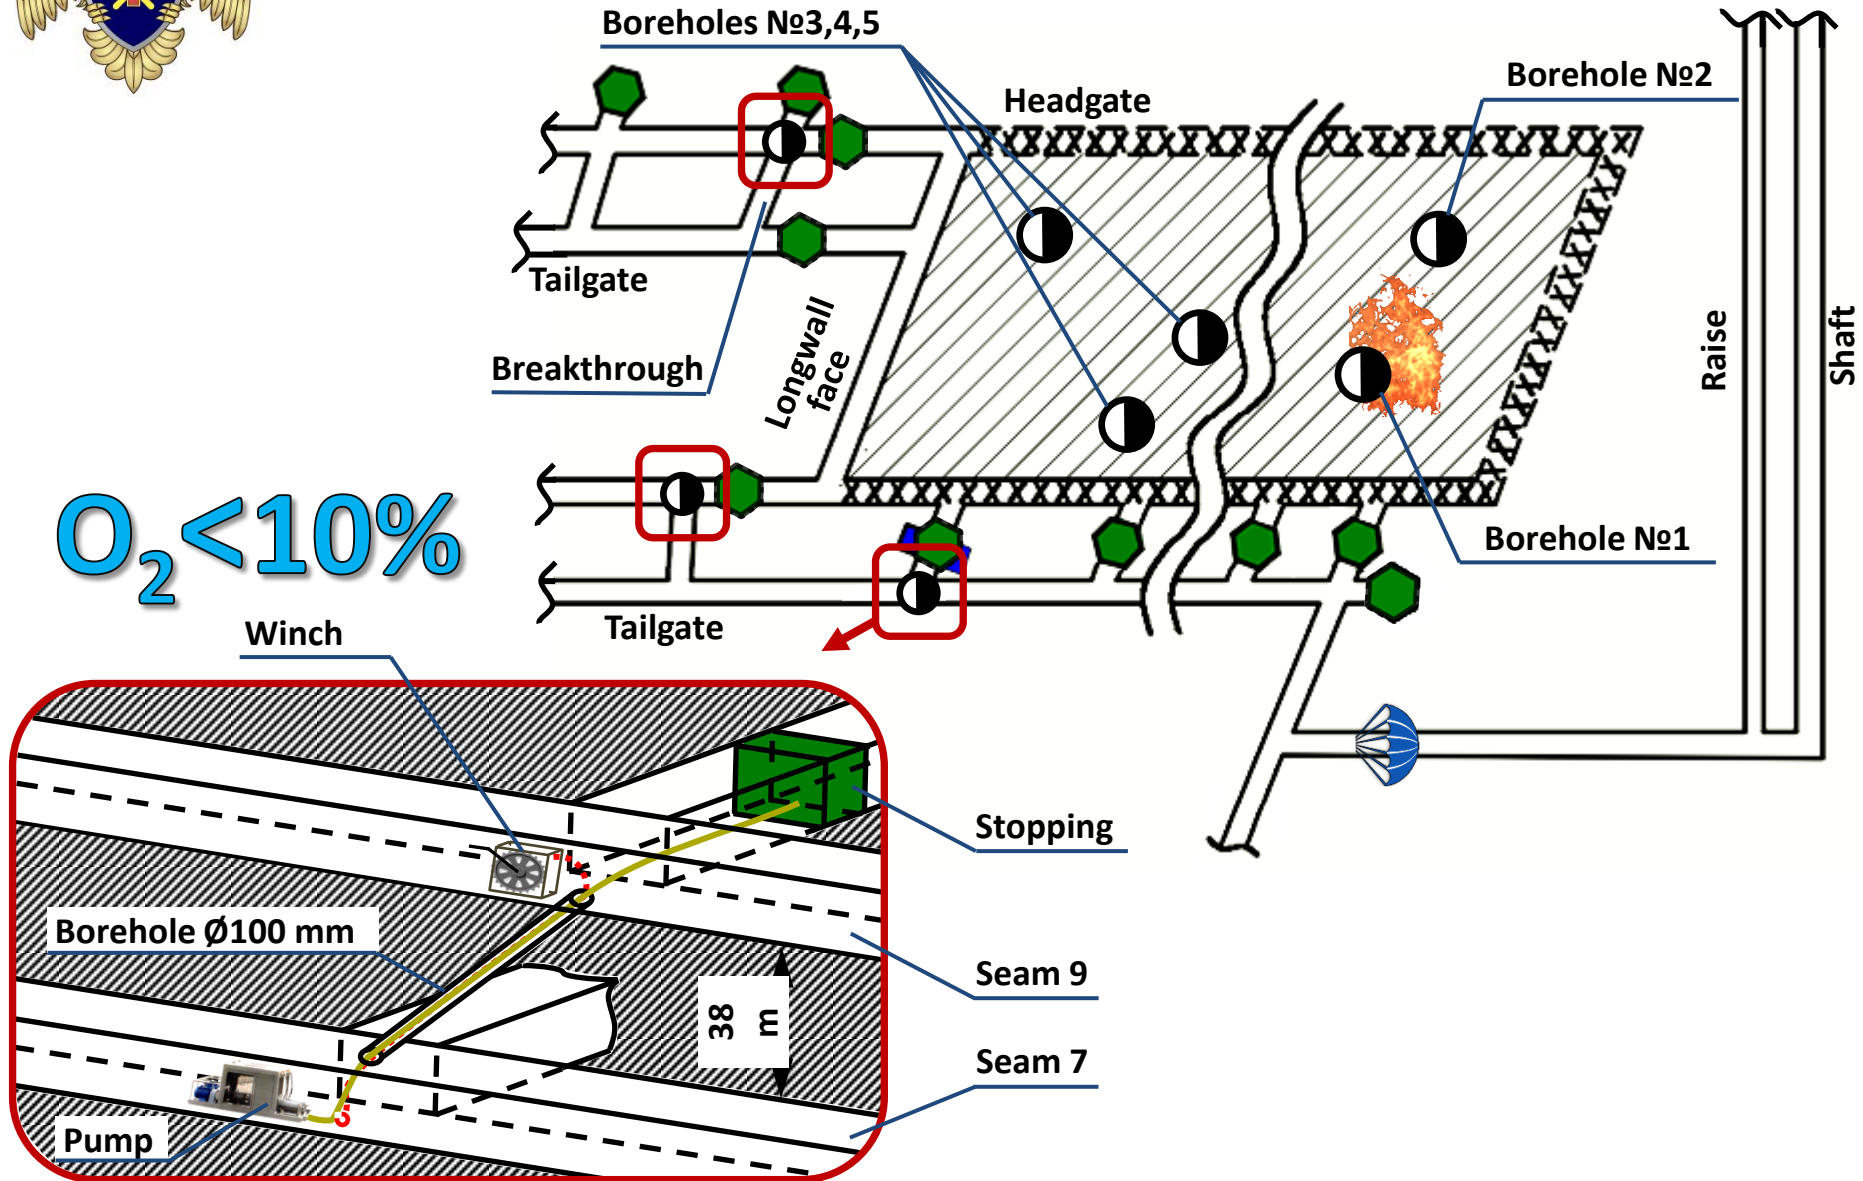 Boreholes №3,4,5
Borehole №2
Headgate
Tailgate
Breakthrough
Longwall
face
Raise
Shaft
Borehole №1
O₂<10%
Tailgate
Winch
Stopping
Borehole Ø100 mm
38
m
Seam 9
Seam 7
Pump